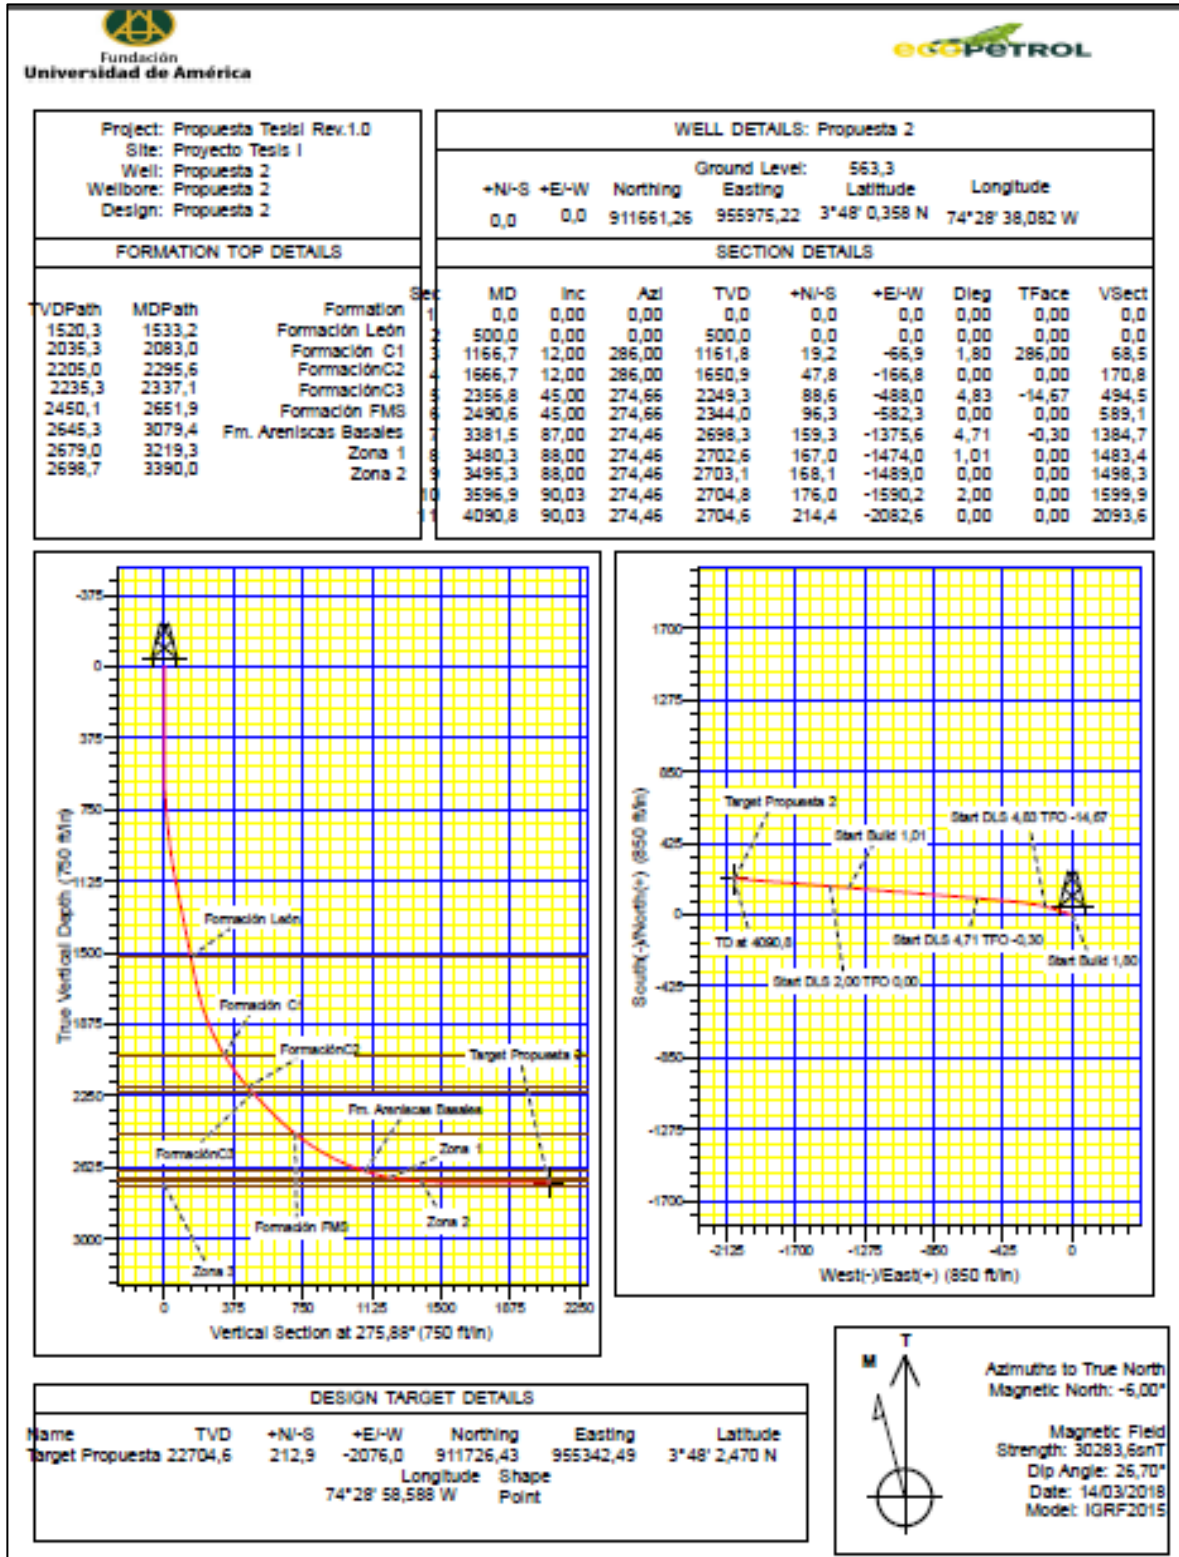 Fundación
Universidad de América
ecoPETROL
Project: Propuesta Tesisl Rev.1.0
Site: Proyecto Tesis I
Well: Propuesta 2
Wellbore: Propuesta 2
Design: Propuesta 2
WELL DETAILS: Propuesta 2
Ground Level: 563,3
+N/-S +E/-W Northing Easting Latittude Longitude
0,0 0,0 911661,26 955975,22 3°48' 0,358 N 74°28' 38,082 W
FORMATION TOP DETAILS
TVDPath MDPath Formation
1520,3 1533,2 Formación León
2035,3 2083,0 Formación C1
2205,0 2295,6 FormaciónC2
2235,3 2337,1 FormaciónC3
2450,1 2651,9 Formación FMS
2645,3 3079,4 Fm. Areniscas Basales
2679,0 3219,3 Zona 1
2698,7 3390,0 Zona 2
SECTION DETAILS
Sec MD Inc Azi TVD +N/-S +E/-W Dleg TFace VSect
1 0,0 0,00 0,00 0,0 0,0 0,0 0,00 0,00 0,0
2 500,0 0,00 0,00 500,0 0,0 0,0 0,00 0,00 0,0
3 1166,7 12,00 286,00 1161,8 19,2 -66,9 1,80 286,00 68,5
4 1666,7 12,00 286,00 1650,9 47,8 -166,8 0,00 0,00 170,8
5 2356,8 45,00 274,66 2249,3 88,6 -488,0 4,83 -14,67 494,5
6 2490,6 45,00 274,66 2344,0 96,3 -582,3 0,00 0,00 589,1
7 3381,5 87,00 274,46 2698,3 159,3 -1375,6 4,71 -0,30 1384,7
8 3480,3 88,00 274,46 2702,6 167,0 -1474,0 1,01 0,00 1483,4
9 3495,3 88,00 274,46 2703,1 168,1 -1489,0 0,00 0,00 1498,3
10 3596,9 90,03 274,46 2704,8 176,0 -1590,2 2,00 0,00 1599,9
11 4090,8 90,03 274,46 2704,6 214,4 -2082,6 0,00 0,00 2093,6
True Vertical Depth (750 ft/in)
-375
0
375
750
1125
1500
1875
2250
2625
3000
Formación León
Formación C1
FormaciónC2
Target Propuesta 2
Fm. Areniscas Basales
FormaciónC3
Zona 1
Formación FMS
Zona 2
Zona 3
0 375 750 1125 1500 1875 2250
Vertical Section at 275,88° (750 ft/in)
South(-)/North(+) (850 ft/in)
1700
1275
850
425
0
-425
-850
-1275
-1700
Target Propuesta 2
Start DLS 4,83 TFO -14,67
Start Build 1,01
TD at 4090,8
Start DLS 4,71 TFO -0,30
Start Build 1,80
Start DLS 2,00 TFO 0,00
-2125 -1700 -1275 -850 -425 0
West(-)/East(+) (850 ft/in)
DESIGN TARGET DETAILS
Name TVD +N/-S +E/-W Northing Easting Latitude
Target Propuesta 22704,6 212,9 -2076,0 911726,43 955342,49 3°48' 2,470 N
Longitude Shape
74°28' 58,588 W Point
T
M
Azimuths to True North
Magnetic North: -6,00°
Magnetic Field
Strength: 30283,6snT
Dip Angle: 26,70°
Date: 14/03/2018
Model: IGRF2015